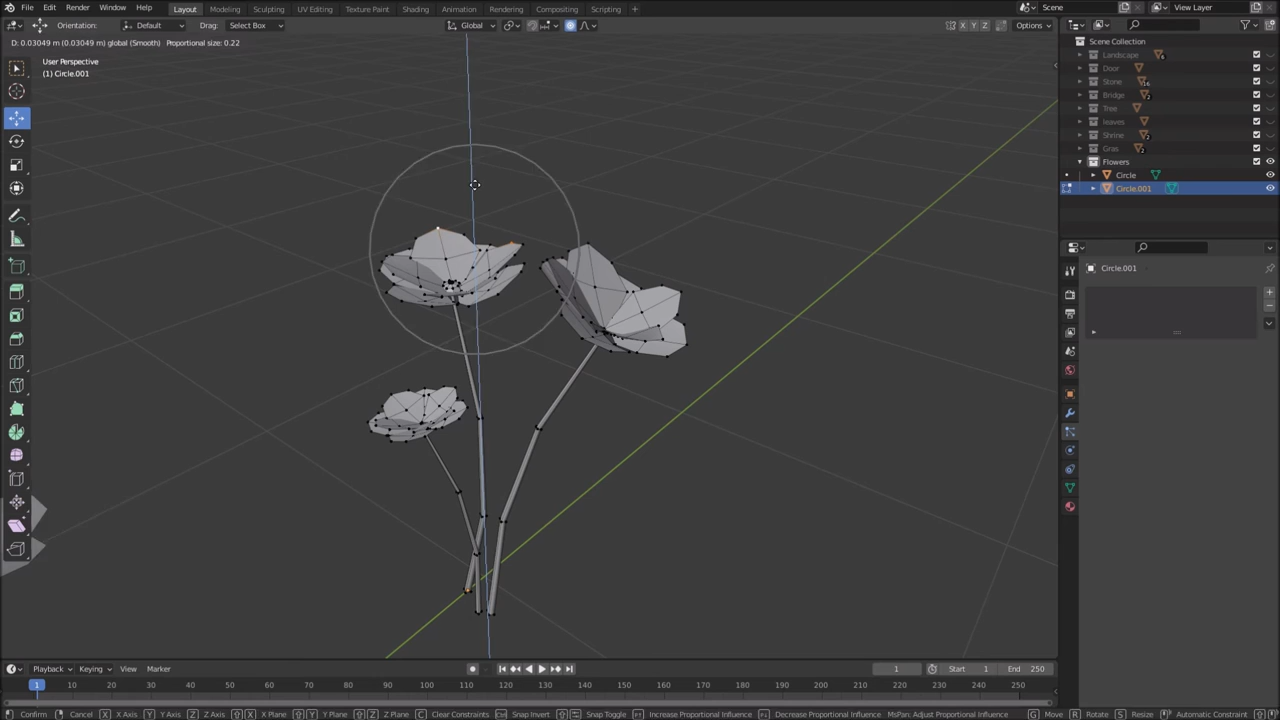 File Edit Render Window Help Layout Modeling Sculpting UV Editing Texture Paint Shading Animation Rendering Compositing Scripting + Scene View Layer
Orientation: Default Drag: Select Box Global X Y Z Options
D: 0.03049 m (0.03049 m) global (Smooth) Proportional size: 0.22
User Perspective
(1) Circle.001
Scene Collection
Landscape 6
Door
Stone 16
Bridge 2
Tree
leaves
Shrine 2
Gras 2
Flowers
Circle
Circle.001
Circle.001
Playback Keying View Marker 1 Start 1 End 250
1 10 20 30 40 50 60 70 80 90 100 110 120 130 140 150 160 170 180 190 200 210 220 230 240 250
Confirm Cancel X X Axis Y Y Axis Z Z Axis X X Plane Y Y Plane Z Z Plane C Clear Constraints Snap Invert Snap Toggle Increase Proportional Influence Decrease Proportional Influence MsPan: Adjust Proportional Influence G Move R Rotate S Resize Automatic Constraint